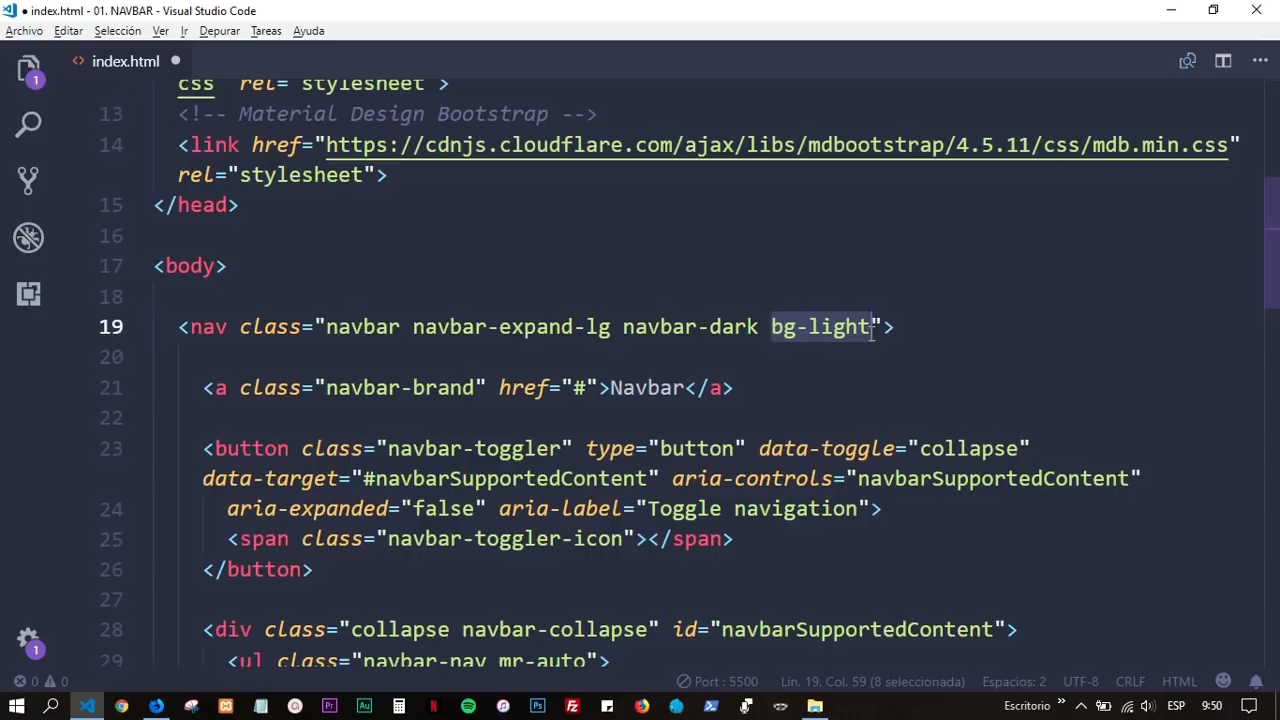 index.html - 01. NAVBAR - Visual Studio Code
Archivo Editar Selección Ver Ir Depurar Tareas Ayuda
<> index.html
css" rel="stylesheet">
13 <!-- Material Design Bootstrap -->
14 <link href="https://cdnjs.cloudflare.com/ajax/libs/mdbootstrap/4.5.11/css/mdb.min.css"
rel="stylesheet">
15 </head>
16
17 <body>
18
19 <nav class="navbar navbar-expand-lg navbar-dark bg-light">
20
21 <a class="navbar-brand" href="#">Navbar</a>
22
23 <button class="navbar-toggler" type="button" data-toggle="collapse"
data-target="#navbarSupportedContent" aria-controls="navbarSupportedContent"
24 aria-expanded="false" aria-label="Toggle navigation">
25 <span class="navbar-toggler-icon"></span>
26 </button>
27
28 <div class="collapse navbar-collapse" id="navbarSupportedContent">
29 <ul class="navbar-nav mr-auto">
1
1
0 0
Port : 5500 Lín. 19, Col. 59 (8 seleccionada) Espacios: 2 UTF-8 CRLF HTML
Escritorio » ESP 9:50